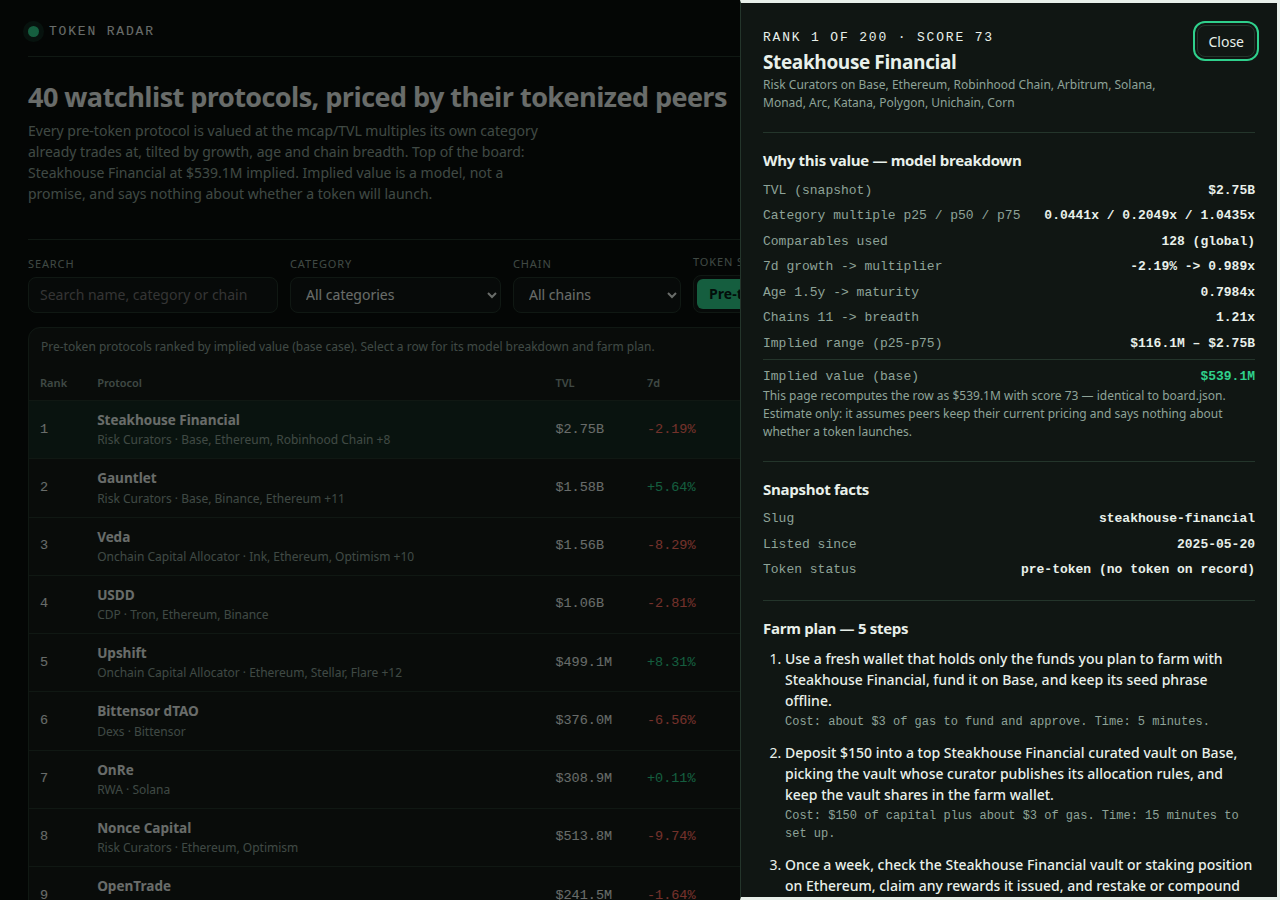 TOKEN RADAR
40 watchlist protocols, priced by their tokenized peers
Every pre-token protocol is valued at the mcap/TVL multiples its own category
already trades at, tilted by growth, age and chain breadth. Top of the board:
Steakhouse Financial at $539.1M implied. Implied value is a model, not a
promise, and says nothing about whether a token will launch.
SEARCH
CATEGORY
CHAIN
TOKEN S
Search name, category or chain
All categories
All chains
Pre-t
Pre-token protocols ranked by implied value (base case). Select a row for its model breakdown and farm plan.
Rank Protocol TVL 7d
1 Steakhouse Financial $2.75B -2.19%
Risk Curators · Base, Ethereum, Robinhood Chain +8
2 Gauntlet $1.58B +5.64%
Risk Curators · Base, Binance, Ethereum +11
3 Veda $1.56B -8.29%
Onchain Capital Allocator · Ink, Ethereum, Optimism +10
4 USDD $1.06B -2.81%
CDP · Tron, Ethereum, Binance
5 Upshift $499.1M +8.31%
Onchain Capital Allocator · Ethereum, Stellar, Flare +12
6 Bittensor dTAO $376.0M -6.56%
Dexs · Bittensor
7 OnRe $308.9M +0.11%
RWA · Solana
8 Nonce Capital $513.8M -9.74%
Risk Curators · Ethereum, Optimism
9 OpenTrade $241.5M -1.64%
RANK 1 OF 200 · SCORE 73
Close
Steakhouse Financial
Risk Curators on Base, Ethereum, Robinhood Chain, Arbitrum, Solana,
Monad, Arc, Katana, Polygon, Unichain, Corn
Why this value — model breakdown
TVL (snapshot) $2.75B
Category multiple p25 / p50 / p75 0.0441x / 0.2049x / 1.0435x
Comparables used 128 (global)
7d growth -> multiplier -2.19% -> 0.989x
Age 1.5y -> maturity 0.7984x
Chains 11 -> breadth 1.21x
Implied range (p25-p75) $116.1M – $2.75B
Implied value (base) $539.1M
This page recomputes the row as $539.1M with score 73 — identical to board.json.
Estimate only: it assumes peers keep their current pricing and says nothing about
whether a token launches.
Snapshot facts
Slug steakhouse-financial
Listed since 2025-05-20
Token status pre-token (no token on record)
Farm plan — 5 steps
1. Use a fresh wallet that holds only the funds you plan to farm with
Steakhouse Financial, fund it on Base, and keep its seed phrase
offline.
Cost: about $3 of gas to fund and approve. Time: 5 minutes.
2. Deposit $150 into a top Steakhouse Financial curated vault on Base,
picking the vault whose curator publishes its allocation rules, and
keep the vault shares in the farm wallet.
Cost: $150 of capital plus about $3 of gas. Time: 15 minutes to
set up.
3. Once a week, check the Steakhouse Financial vault or staking position
on Ethereum, claim any rewards it issued, and restake or compound